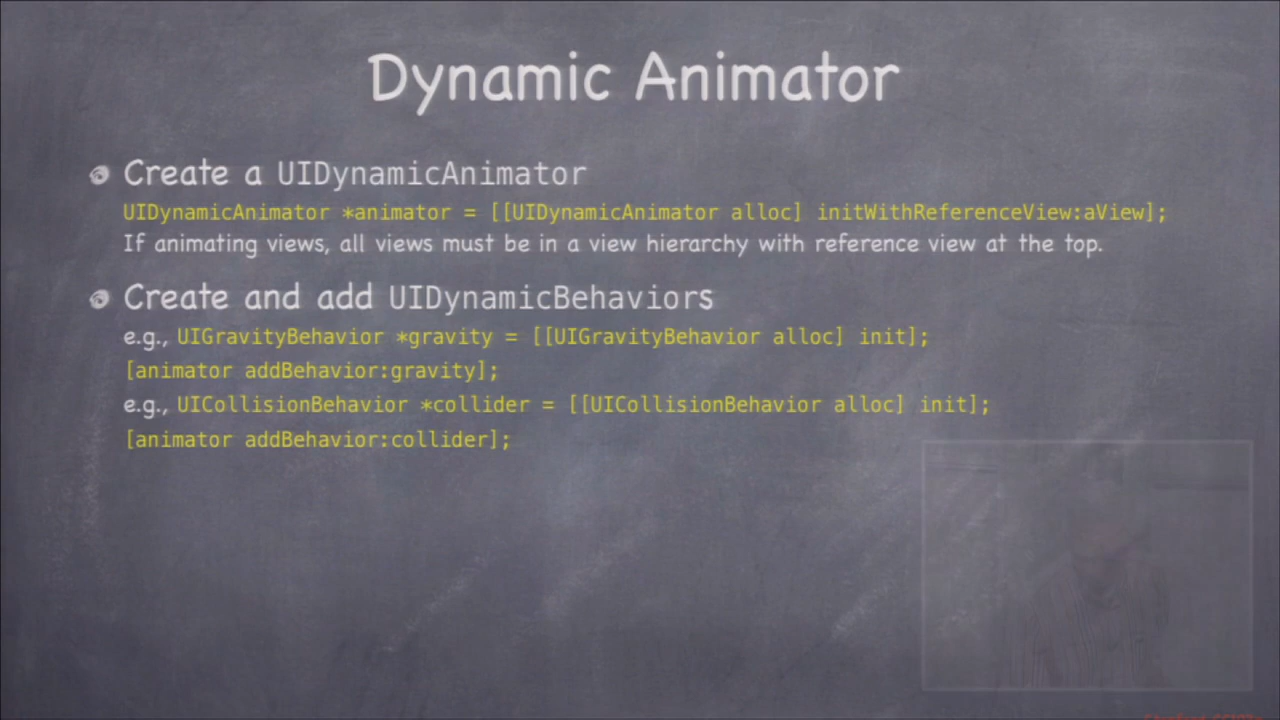 Dynamic Animator
Create a UIDynamicAnimator
UIDynamicAnimator *animator = [[UIDynamicAnimator alloc] initWithReferenceView:aView];
If animating views, all views must be in a view hierarchy with reference view at the top.
Create and add UIDynamicBehaviors
e.g., UIGravityBehavior *gravity = [[UIGravityBehavior alloc] init];
[animator addBehavior:gravity];
e.g., UICollisionBehavior *collider = [[UICollisionBehavior alloc] init];
[animator addBehavior:collider];